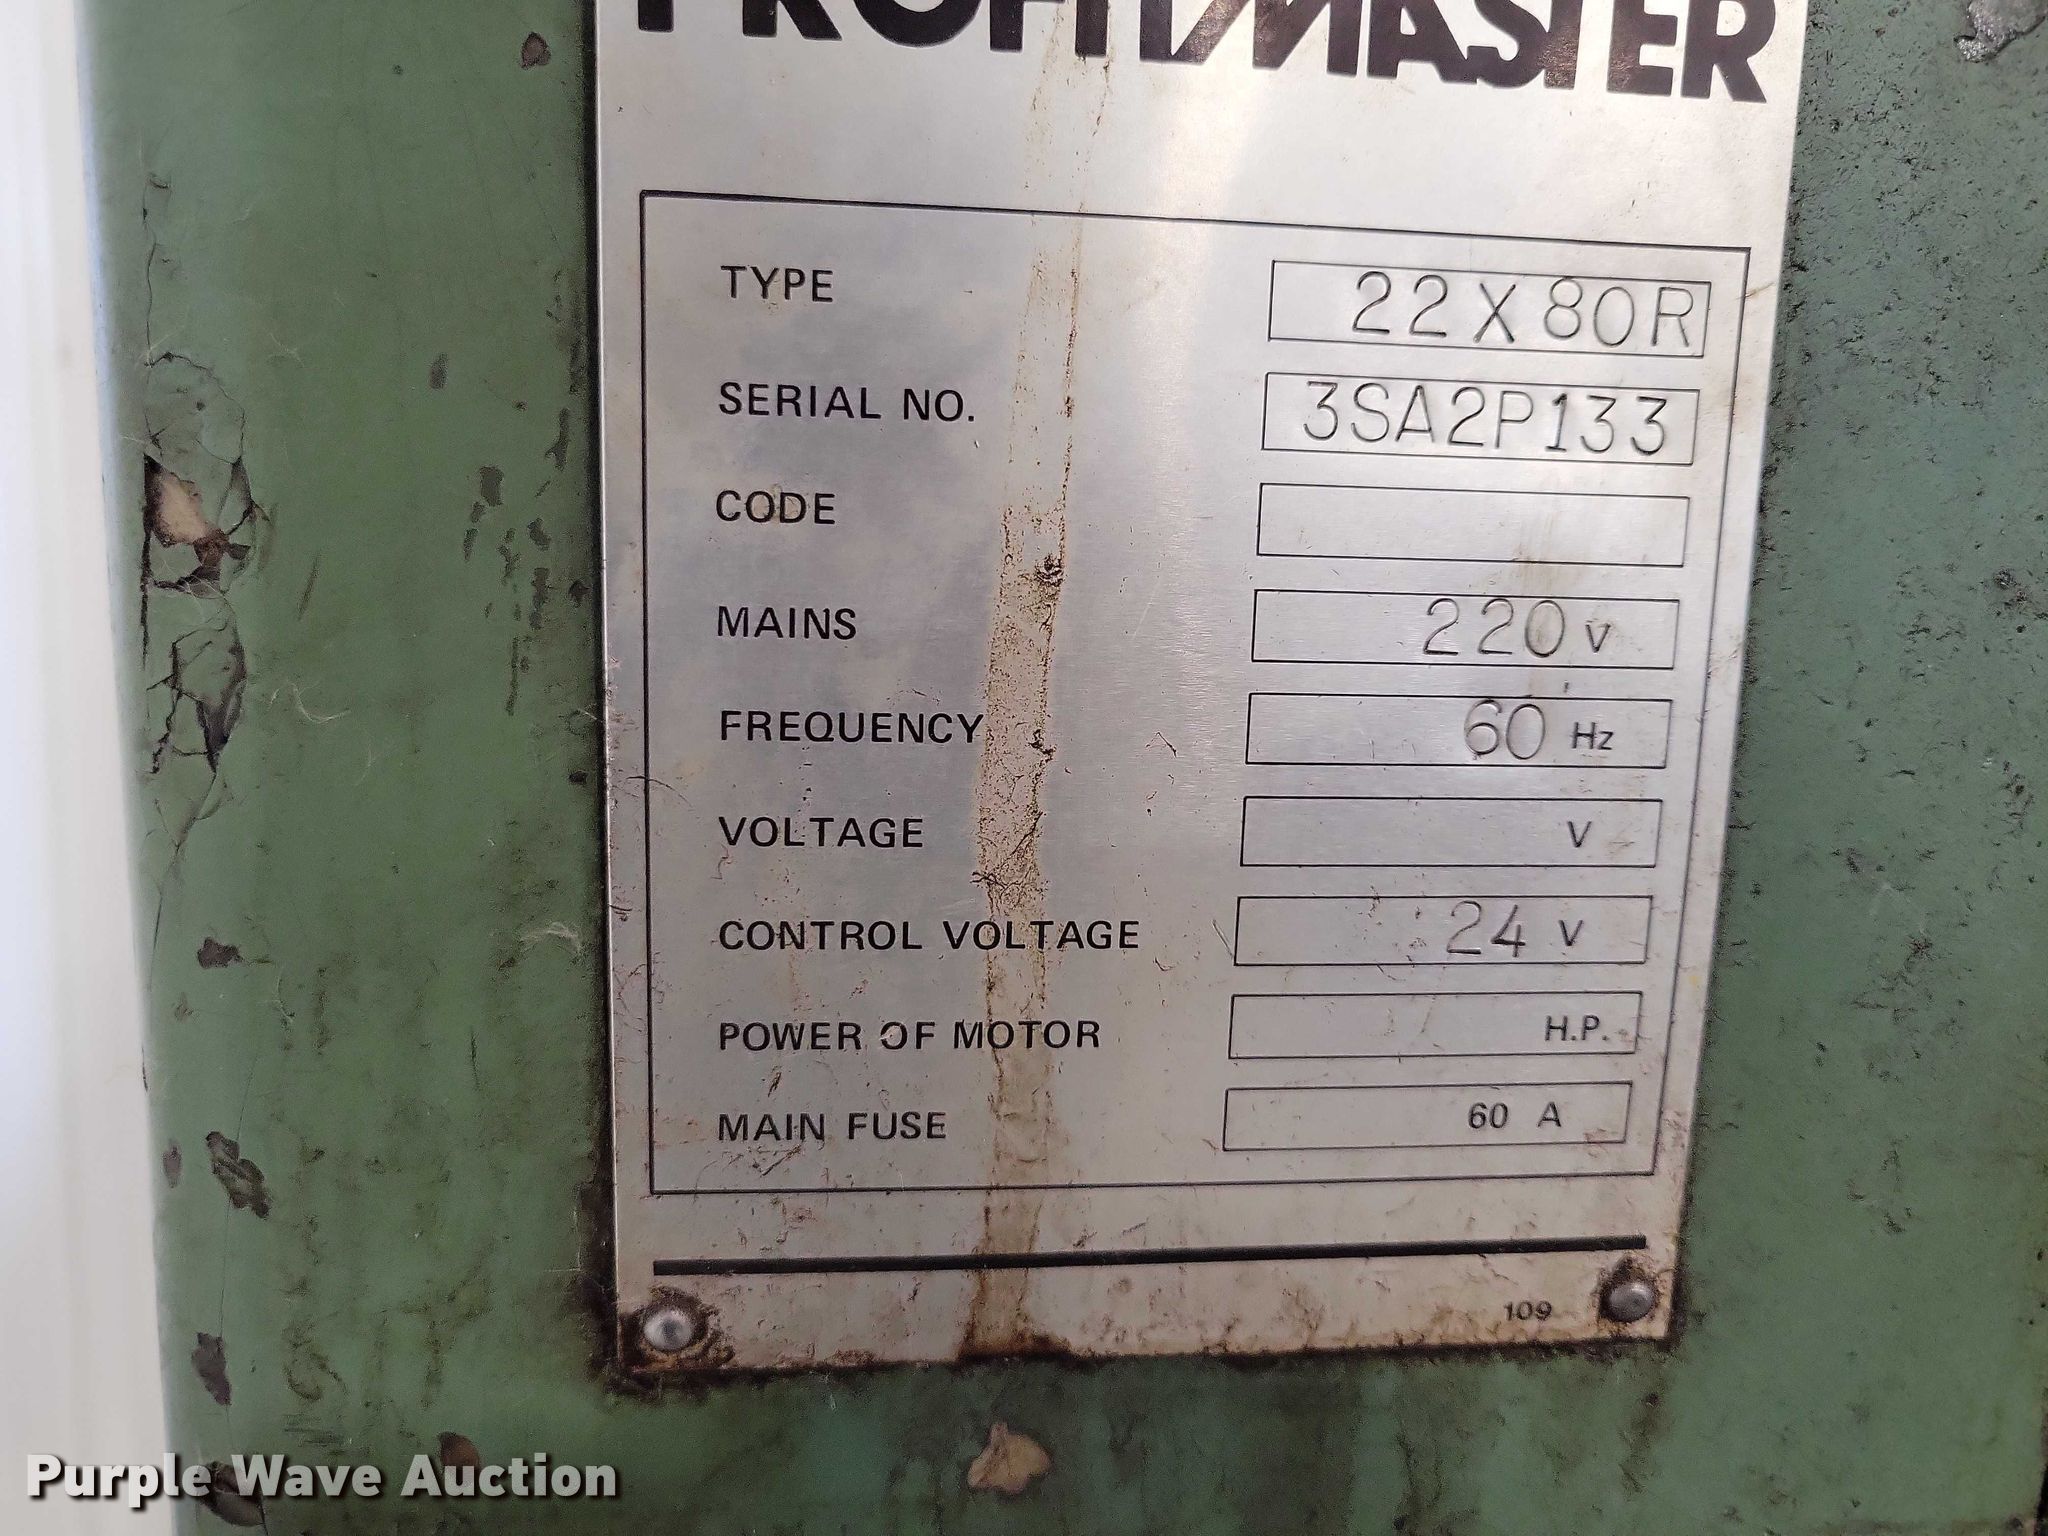 PROFITMASTER
TYPE 22X80R
SERIAL NO. 3SA2P133
CODE
MAINS 220 V
FREQUENCY 60 Hz
VOLTAGE V
CONTROL VOLTAGE 24 V
POWER OF MOTOR H.P.
MAIN FUSE 60 A
109
Purple Wave Auction